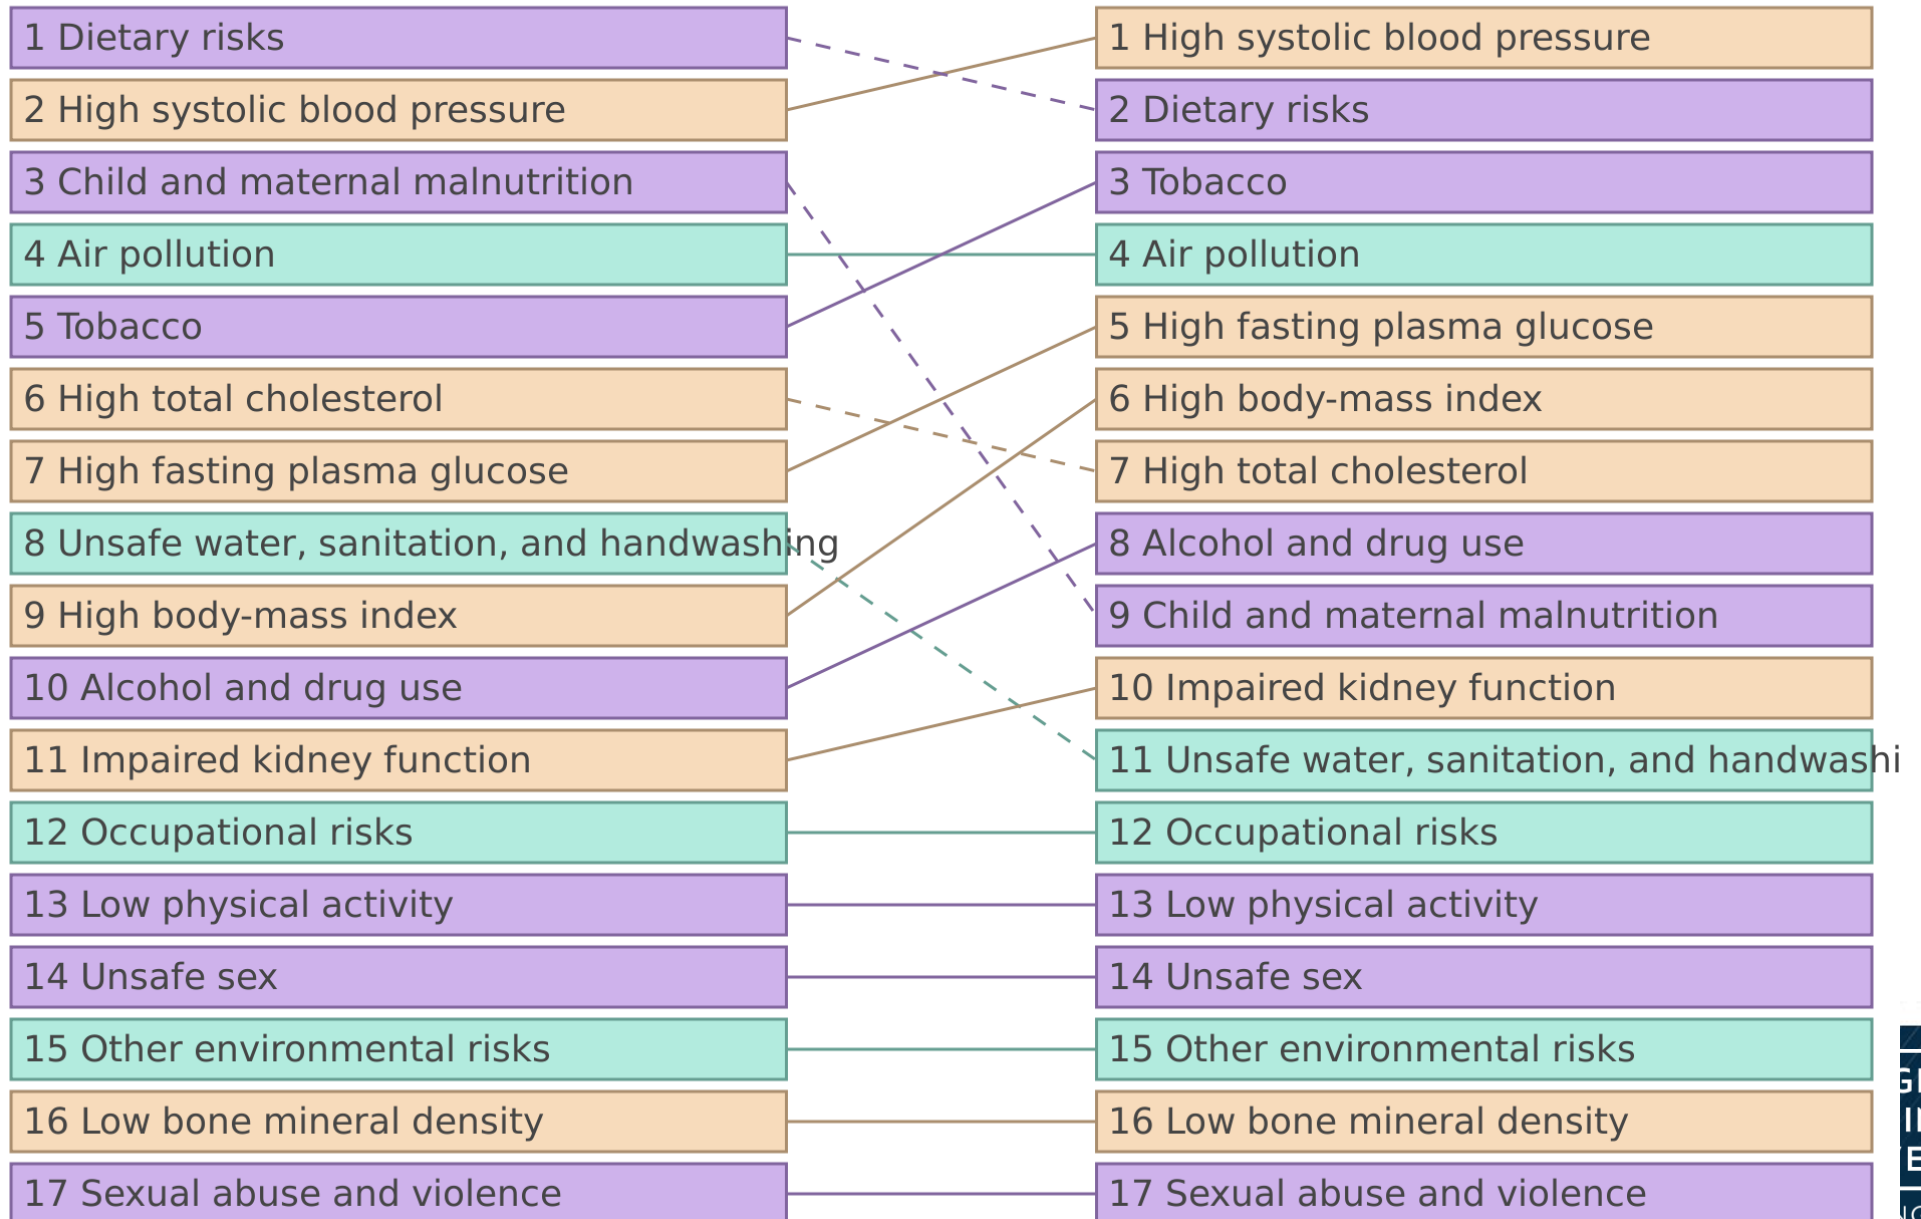 1 Dietary risks
2 High systolic blood pressure
3 Child and maternal malnutrition
4 Air pollution
5 Tobacco
6 High total cholesterol
7 High fasting plasma glucose
8 Unsafe water, sanitation, and handwashing
9 High body-mass index
10 Alcohol and drug use
11 Impaired kidney function
12 Occupational risks
13 Low physical activity
14 Unsafe sex
15 Other environmental risks
16 Low bone mineral density
17 Sexual abuse and violence
1 High systolic blood pressure
2 Dietary risks
3 Tobacco
4 Air pollution
5 High fasting plasma glucose
6 High body-mass index
7 High total cholesterol
8 Alcohol and drug use
9 Child and maternal malnutrition
10 Impaired kidney function
11 Unsafe water, sanitation, and handwashi
12 Occupational risks
13 Low physical activity
14 Unsafe sex
15 Other environmental risks
16 Low bone mineral density
17 Sexual abuse and violence